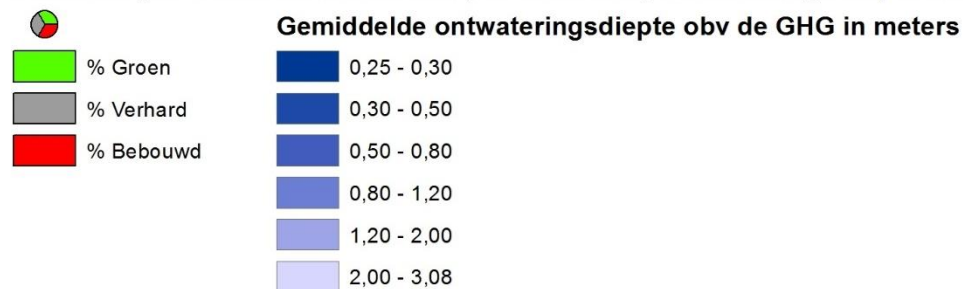 Gemiddelde ontwateringsdiepte obv de GHG in meters
% Groen
% Verhard
% Bebouwd
0,25 - 0,30
0,30 - 0,50
0,50 - 0,80
0,80 - 1,20
1,20 - 2,00
2,00 - 3,08